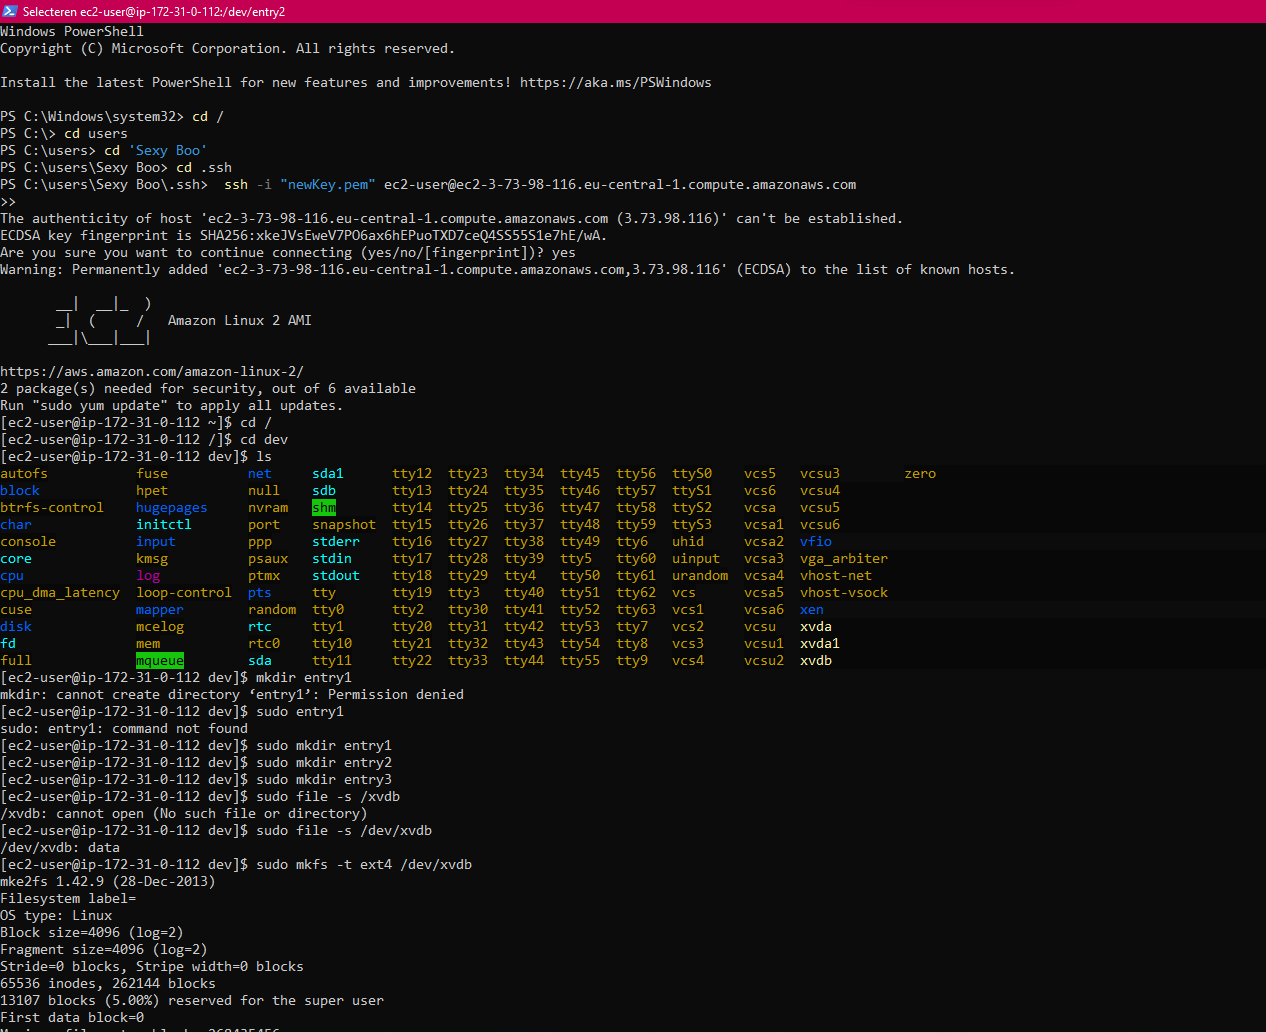 Selecteren ec2-user@ip-172-31-0-112:/dev/entry2
Windows PowerShell
Copyright (C) Microsoft Corporation. All rights reserved.
Install the latest PowerShell for new features and improvements! https://aka.ms/PSWindows
PS C:\Windows\system32> cd /
PS C:\> cd users
PS C:\users> cd 'Sexy Boo'
PS C:\users\Sexy Boo> cd .ssh
PS C:\users\Sexy Boo\.ssh>  ssh -i "newKey.pem" ec2-user@ec2-3-73-98-116.eu-central-1.compute.amazonaws.com
>>
The authenticity of host 'ec2-3-73-98-116.eu-central-1.compute.amazonaws.com (3.73.98.116)' can't be established.
ECDSA key fingerprint is SHA256:xkeJVsEweV7PO6ax6hEPuoTXD7ceQ4SS55S1e7hE/wA.
Are you sure you want to continue connecting (yes/no/[fingerprint])? yes
Warning: Permanently added 'ec2-3-73-98-116.eu-central-1.compute.amazonaws.com,3.73.98.116' (ECDSA) to the list of known hosts.
       __|  __|_  )
       _|  (     /   Amazon Linux 2 AMI
      ___|\___|___|
https://aws.amazon.com/amazon-linux-2/
2 package(s) needed for security, out of 6 available
Run "sudo yum update" to apply all updates.
[ec2-user@ip-172-31-0-112 ~]$ cd /
[ec2-user@ip-172-31-0-112 /]$ cd dev
[ec2-user@ip-172-31-0-112 dev]$ ls
autofs           fuse          net       sda1      tty12  tty23  tty34  tty45  tty56  ttyS0    vcs5   vcsu3        zero
block            hpet          null      sdb       tty13  tty24  tty35  tty46  tty57  ttyS1    vcs6   vcsu4
btrfs-control    hugepages     nvram     shm       tty14  tty25  tty36  tty47  tty58  ttyS2    vcsa   vcsu5
char             initctl       port      snapshot  tty15  tty26  tty37  tty48  tty59  ttyS3    vcsa1  vcsu6
console          input         ppp       stderr    tty16  tty27  tty38  tty49  tty6   uhid     vcsa2  vfio
core             kmsg          psaux     stdin     tty17  tty28  tty39  tty5   tty60  uinput   vcsa3  vga_arbiter
cpu              log           ptmx      stdout    tty18  tty29  tty4   tty50  tty61  urandom  vcsa4  vhost-net
cpu_dma_latency  loop-control  pts       tty       tty19  tty3   tty40  tty51  tty62  vcs      vcsa5  vhost-vsock
cuse             mapper        random    tty0      tty2   tty30  tty41  tty52  tty63  vcs1     vcsa6  xen
disk             mcelog        rtc       tty1      tty20  tty31  tty42  tty53  tty7   vcs2     vcsu   xvda
fd               mem           rtc0      tty10     tty21  tty32  tty43  tty54  tty8   vcs3     vcsu1  xvda1
full             mqueue        sda       tty11     tty22  tty33  tty44  tty55  tty9   vcs4     vcsu2  xvdb
[ec2-user@ip-172-31-0-112 dev]$ mkdir entry1
mkdir: cannot create directory ‘entry1’: Permission denied
[ec2-user@ip-172-31-0-112 dev]$ sudo entry1
sudo: entry1: command not found
[ec2-user@ip-172-31-0-112 dev]$ sudo mkdir entry1
[ec2-user@ip-172-31-0-112 dev]$ sudo mkdir entry2
[ec2-user@ip-172-31-0-112 dev]$ sudo mkdir entry3
[ec2-user@ip-172-31-0-112 dev]$ sudo file -s /xvdb
/xvdb: cannot open (No such file or directory)
[ec2-user@ip-172-31-0-112 dev]$ sudo file -s /dev/xvdb
/dev/xvdb: data
[ec2-user@ip-172-31-0-112 dev]$ sudo mkfs -t ext4 /dev/xvdb
mke2fs 1.42.9 (28-Dec-2013)
Filesystem label=
OS type: Linux
Block size=4096 (log=2)
Fragment size=4096 (log=2)
Stride=0 blocks, Stripe width=0 blocks
65536 inodes, 262144 blocks
13107 blocks (5.00%) reserved for the super user
First data block=0